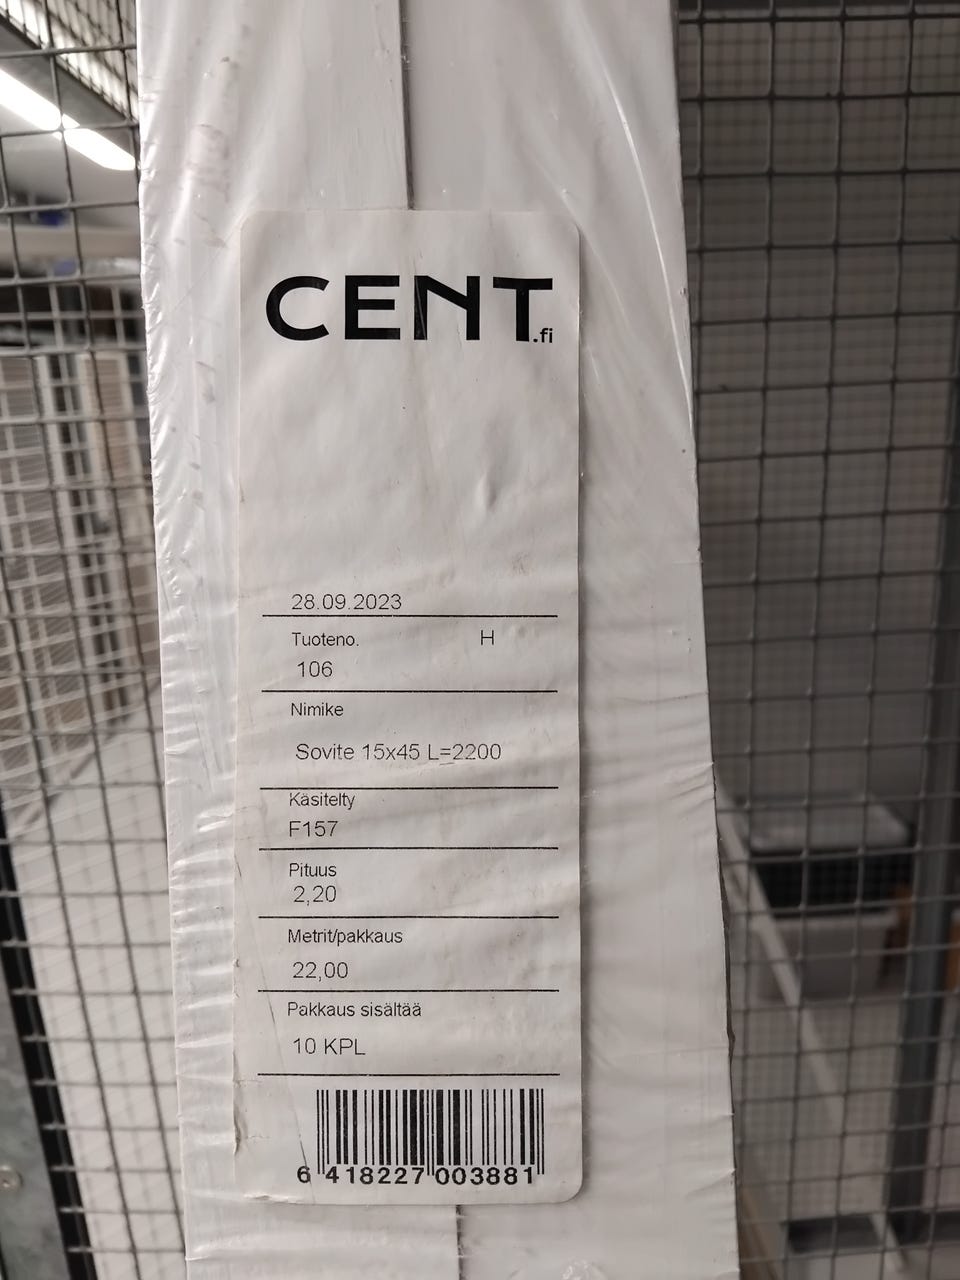 CENT.fi
28.09.2023
Tuoteno. H
106
Nimike
Sovite 15x45 L=2200
Käsitelty
F157
Pituus
2,20
Metrit/pakkaus
22,00
Pakkaus sisältää
10 KPL
6 418227 003881